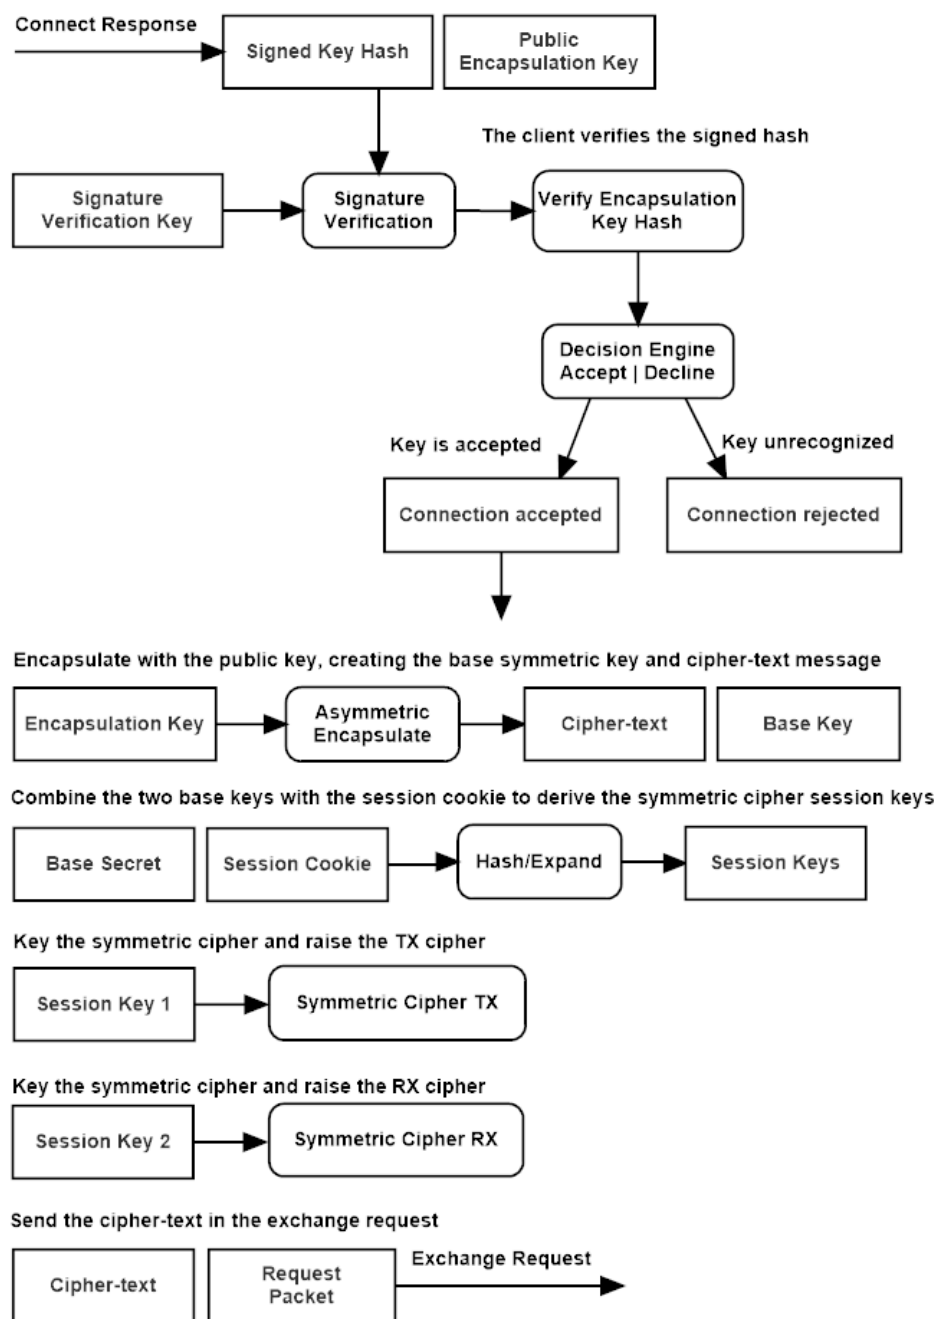 Connect Response
Signed Key Hash
Public
Encapsulation Key
The client verifies the signed hash
Signature
Verification Key
Signature
Verification
Verify Encapsulation
Key Hash
Decision Engine
Accept | Decline
Key is accepted
Key unrecognized
Connection accepted
Connection rejected
Encapsulate with the public key, creating the base symmetric key and cipher-text message
Encapsulation Key
Asymmetric
Encapsulate
Cipher-text
Base Key
Combine the two base keys with the session cookie to derive the symmetric cipher session keys
Base Secret
Session Cookie
Hash/Expand
Session Keys
Key the symmetric cipher and raise the TX cipher
Session Key 1
Symmetric Cipher TX
Key the symmetric cipher and raise the RX cipher
Session Key 2
Symmetric Cipher RX
Send the cipher-text in the exchange request
Cipher-text
Request
Packet
Exchange Request